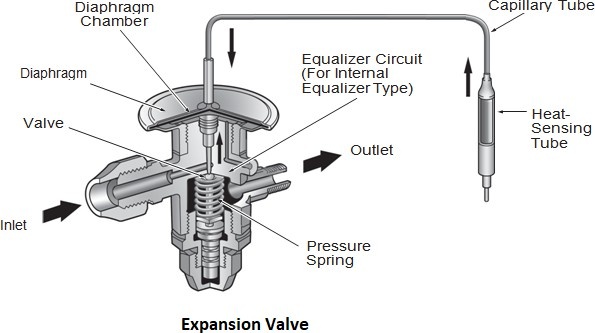 Diaphragm
Chamber
Capillary Tube
Diaphragm
Equalizer Circuit
(For Internal
Equalizer Type)
Valve
Heat-
Sensing
Tube
Outlet
Inlet
Pressure
Spring
Expansion Valve